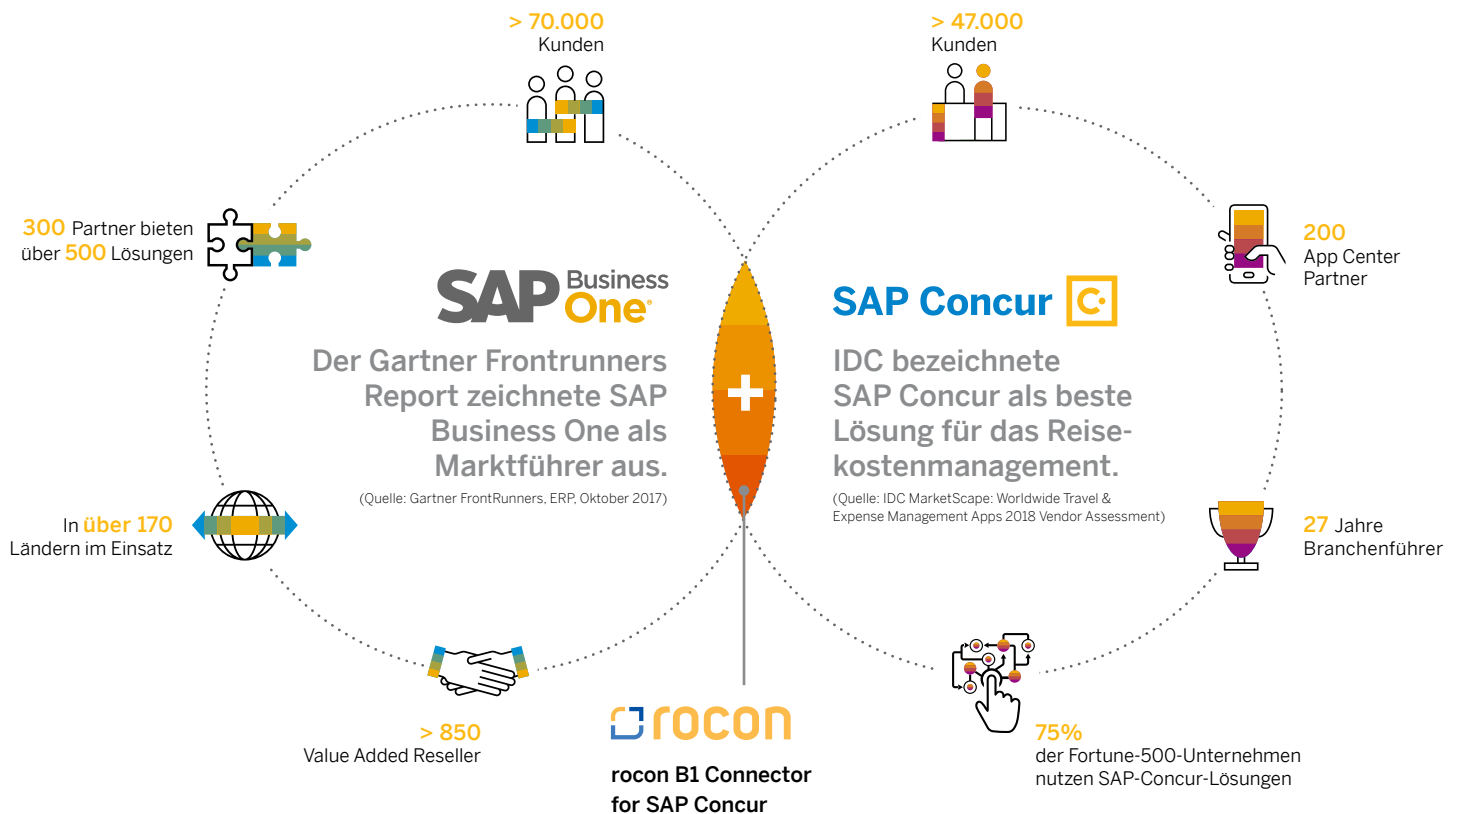 > 70.000
Kunden
> 47.000
Kunden
300 Partner bieten
über 500 Lösungen
200
App Center
Partner
SAP Business One®
Der Gartner Frontrunners
Report zeichnete SAP
Business One als
Marktführer aus.
(Quelle: Gartner FrontRunners, ERP, Oktober 2017)
SAP Concur C
IDC bezeichnete
SAP Concur als beste
Lösung für das Reise-
kostenmanagement.
(Quelle: IDC MarketScape: Worldwide Travel &
Expense Management Apps 2018 Vendor Assessment)
In über 170
Ländern im Einsatz
27 Jahre
Branchenführer
> 850
Value Added Reseller
rocon
rocon B1 Connector
for SAP Concur
75%
der Fortune-500-Unternehmen
nutzen SAP-Concur-Lösungen